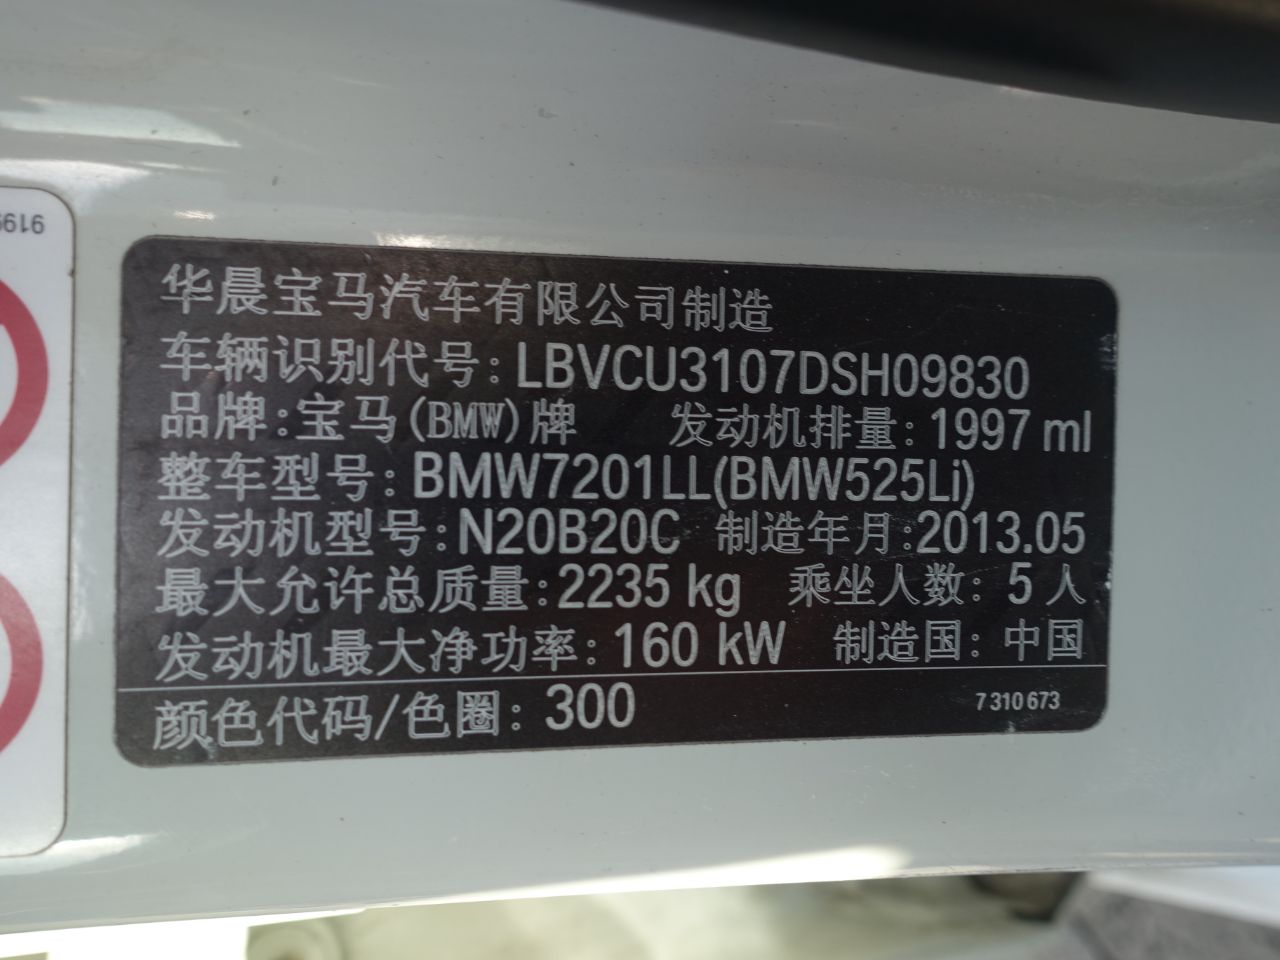 华晨宝马汽车有限公司制造
车辆识别代号: LBVCU3107DSH09830
品牌:宝马(BMW)牌 发动机排量: 1997 ml
整车型号: BMW7201LL(BMW525Li)
发动机型号: N20B20C 制造年月:2013.05
最大允许总质量: 2235 kg 乘坐人数: 5 人
发动机最大净功率: 160 kW 制造国: 中国
颜色代码/色圈: 300 7 310 673